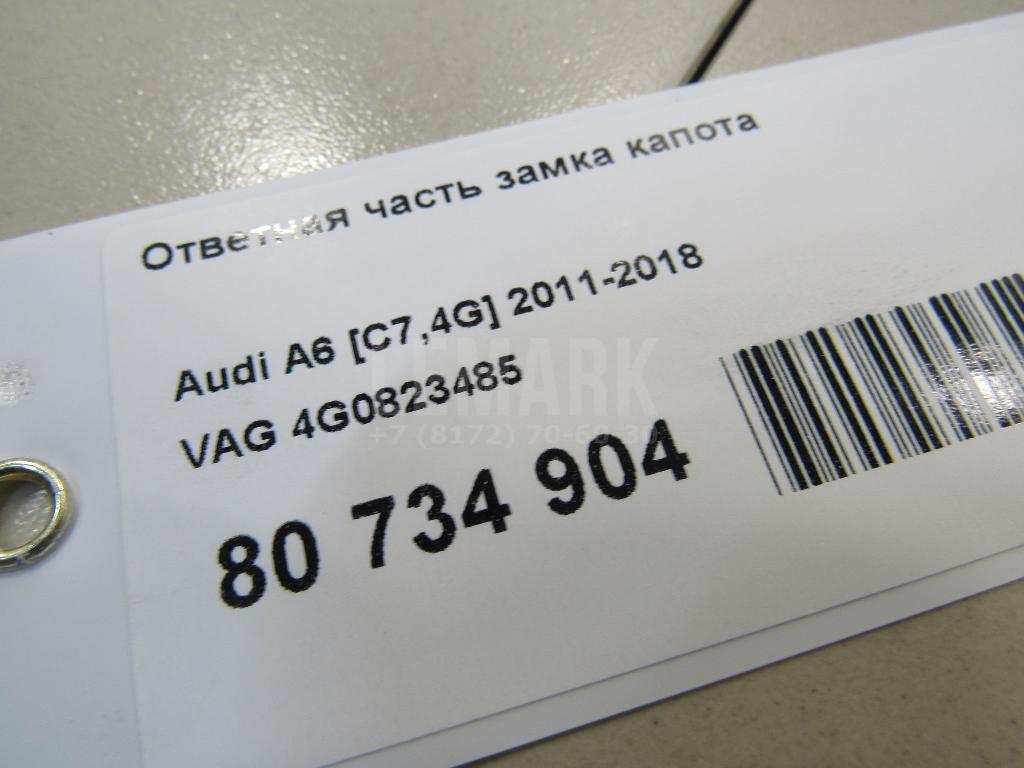 Ответная часть замка капота
Audi A6 [C7,4G] 2011-2018
VAG 4G0823485
80 734 904